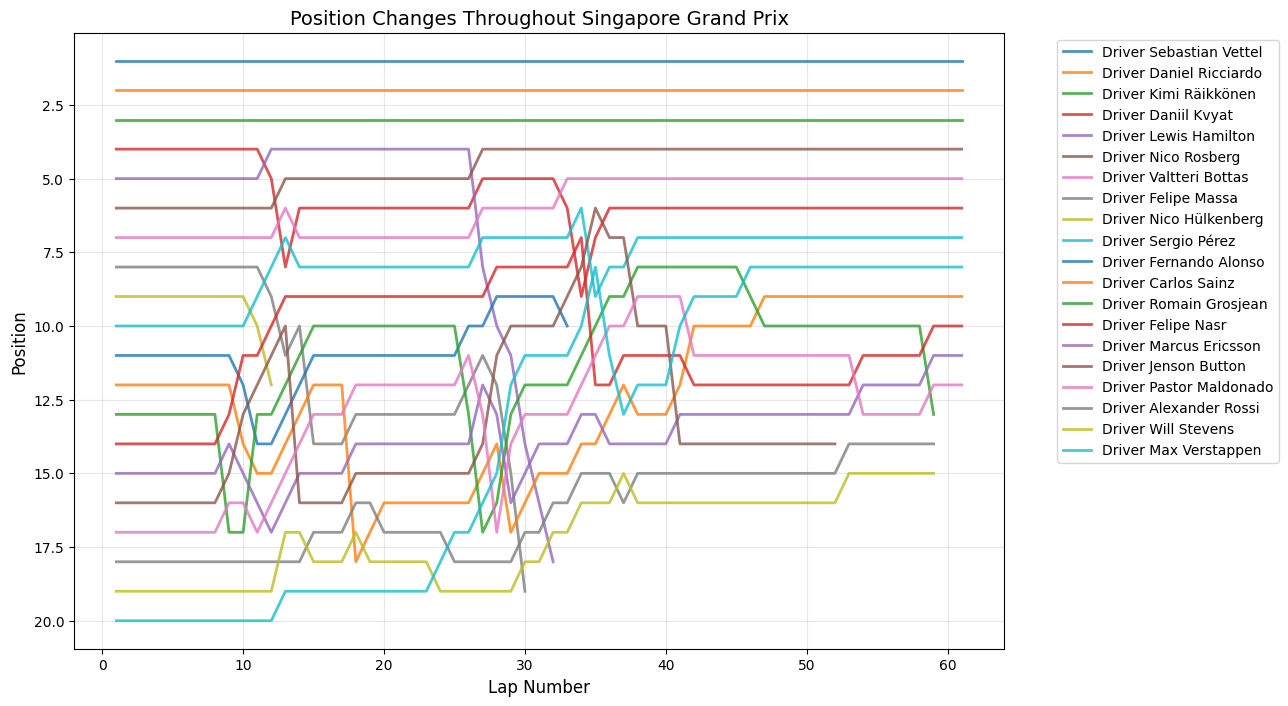 Position Changes Throughout Singapore Grand Prix
Position
2.5
5.0
7.5
10.0
12.5
15.0
17.5
20.0
0
10
20
30
40
50
60
Lap Number
Driver Sebastian Vettel
Driver Daniel Ricciardo
Driver Kimi Räikkönen
Driver Daniil Kvyat
Driver Lewis Hamilton
Driver Nico Rosberg
Driver Valtteri Bottas
Driver Felipe Massa
Driver Nico Hülkenberg
Driver Sergio Pérez
Driver Fernando Alonso
Driver Carlos Sainz
Driver Romain Grosjean
Driver Felipe Nasr
Driver Marcus Ericsson
Driver Jenson Button
Driver Pastor Maldonado
Driver Alexander Rossi
Driver Will Stevens
Driver Max Verstappen